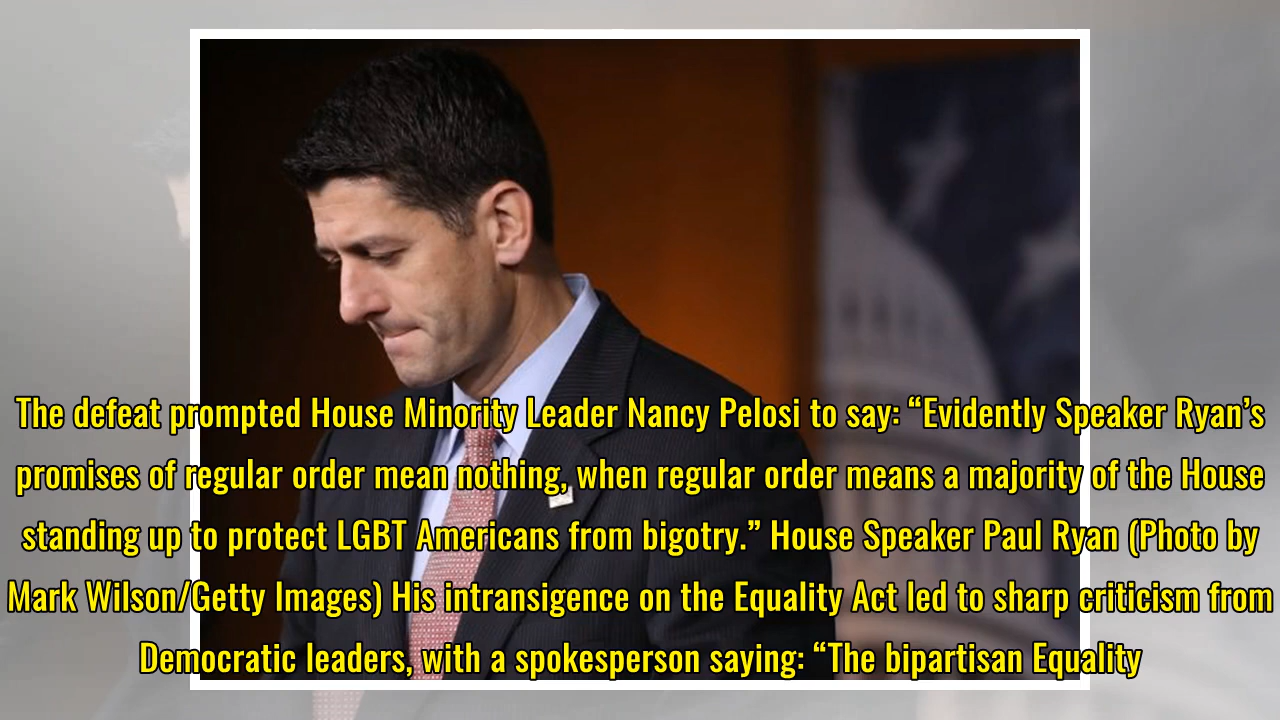 The defeat prompted House Minority Leader Nancy Pelosi to say: “Evidently Speaker Ryan’s
promises of regular order mean nothing, when regular order means a majority of the House
standing up to protect LGBT Americans from bigotry.” House Speaker Paul Ryan (Photo by
Mark Wilson/Getty Images) His intransigence on the Equality Act led to sharp criticism from
Democratic leaders, with a spokesperson saying: “The bipartisan Equality